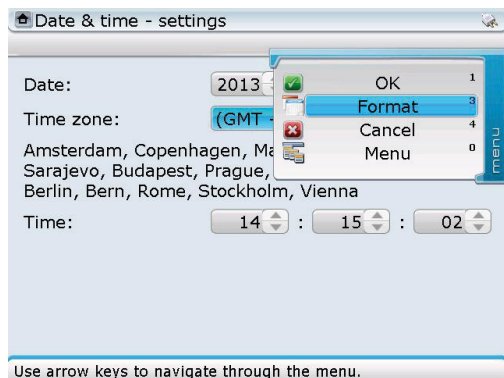 Date & time - settings
Date: 2013
OK 1
Format 3
Time zone: (GMT -
Cancel 4
Menu 0
menu
Amsterdam, Copenhagen, Ma
Sarajevo, Budapest, Prague,
Berlin, Bern, Rome, Stockholm, Vienna
Time: 14 : 15 : 02
Use arrow keys to navigate through the menu.